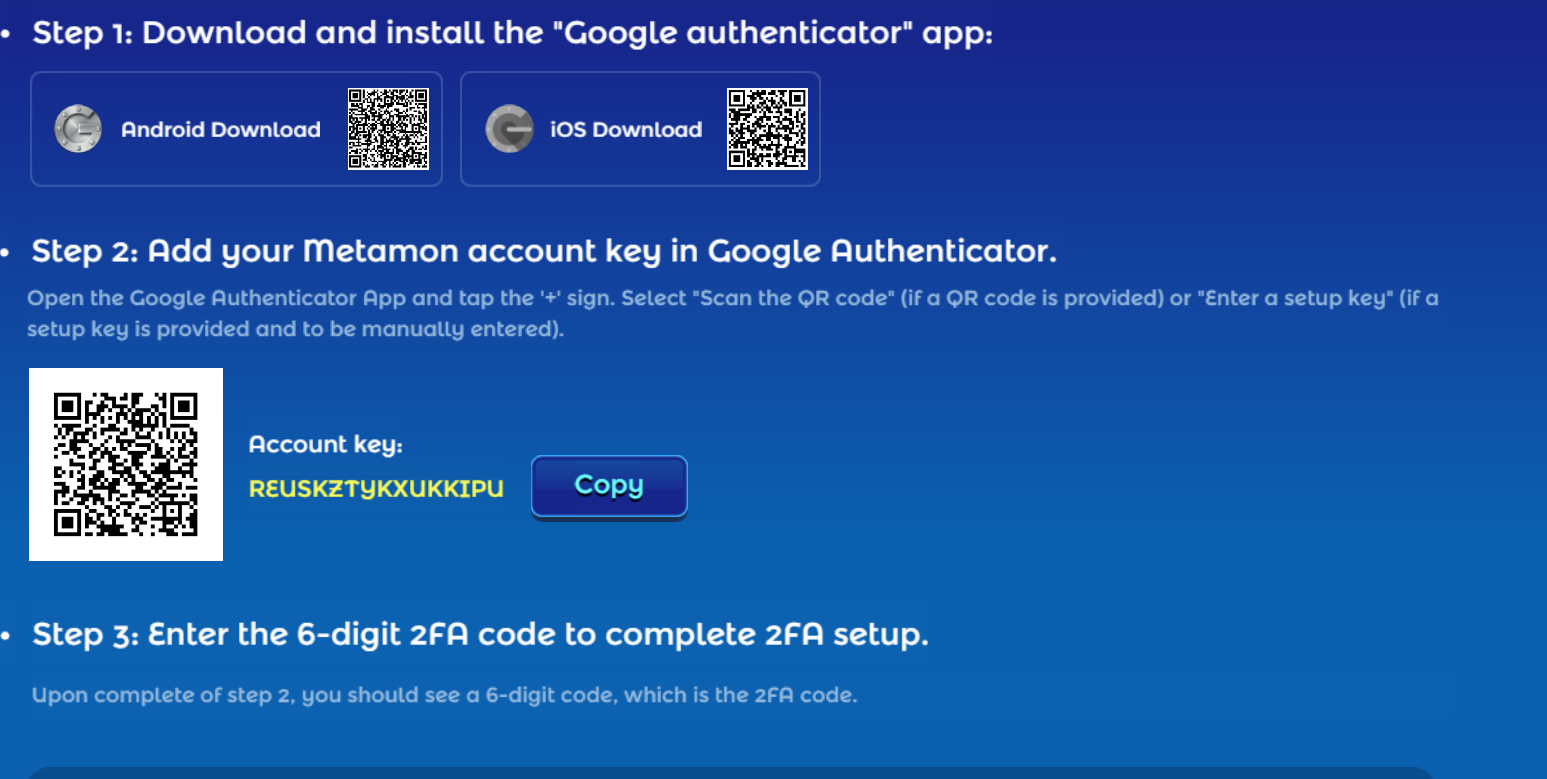 • Step 1: Download and install the "Google authenticator" app:
Android Download
iOS Download
• Step 2: Add your Metamon account key in Google Authenticator.
Open the Google Authenticator App and tap the '+' sign. Select "Scan the QR code" (if a QR code is provided) or "Enter a setup key" (if a
setup key is provided and to be manually entered).
Account key:
REUSKZTYKXUKKIPU
Copy
• Step 3: Enter the 6-digit 2FA code to complete 2FA setup.
Upon complete of step 2, you should see a 6-digit code, which is the 2FA code.